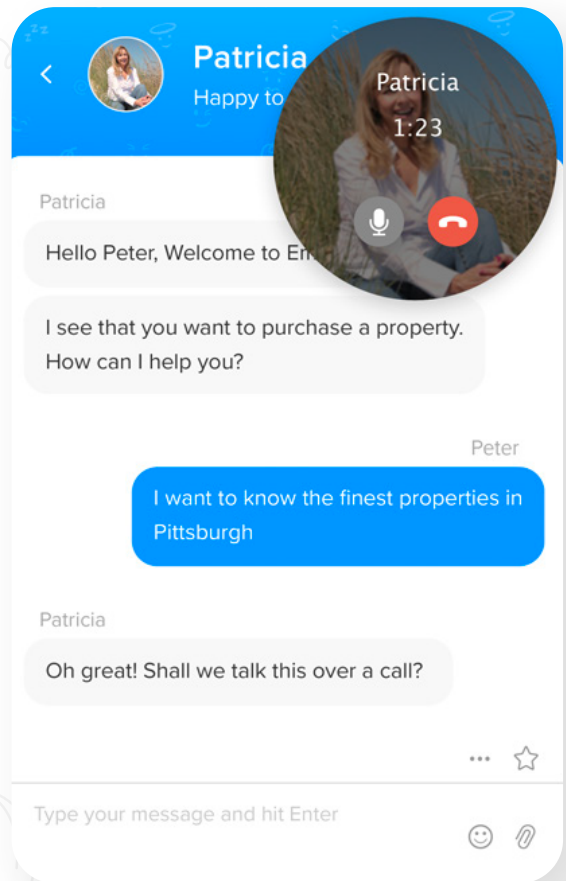 Patricia
Happy to
Patricia
1:23
Patricia
Hello Peter, Welcome to
I see that you want to purchase a property.
How can I help you?
Peter
I want to know the finest properties in
Pittsburgh
Patricia
Oh great! Shall we talk this over a call?
Type your message and hit Enter